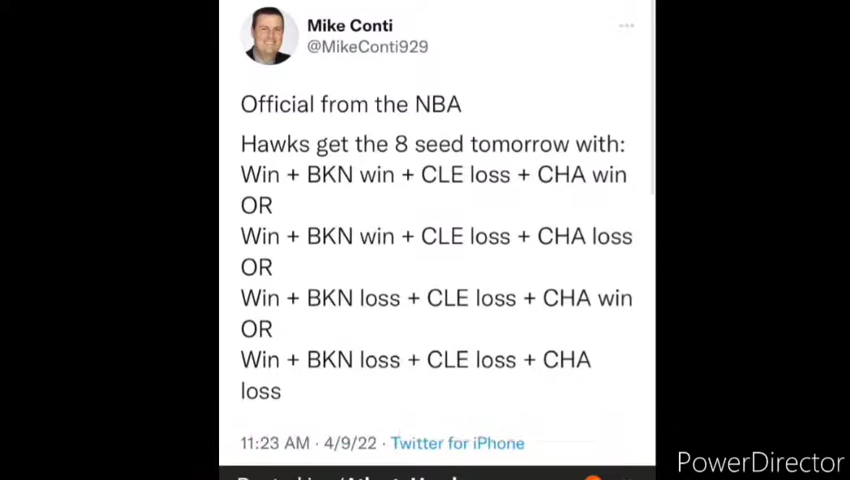 Mike Conti
@MikeConti929
Official from the NBA
Hawks get the 8 seed tomorrow with:
Win + BKN win + CLE loss + CHA win
OR
Win + BKN win + CLE loss + CHA loss
OR
Win + BKN loss + CLE loss + CHA win
OR
Win + BKN loss + CLE loss + CHA
loss
11:23 AM · 4/9/22 · Twitter for iPhone
PowerDirector